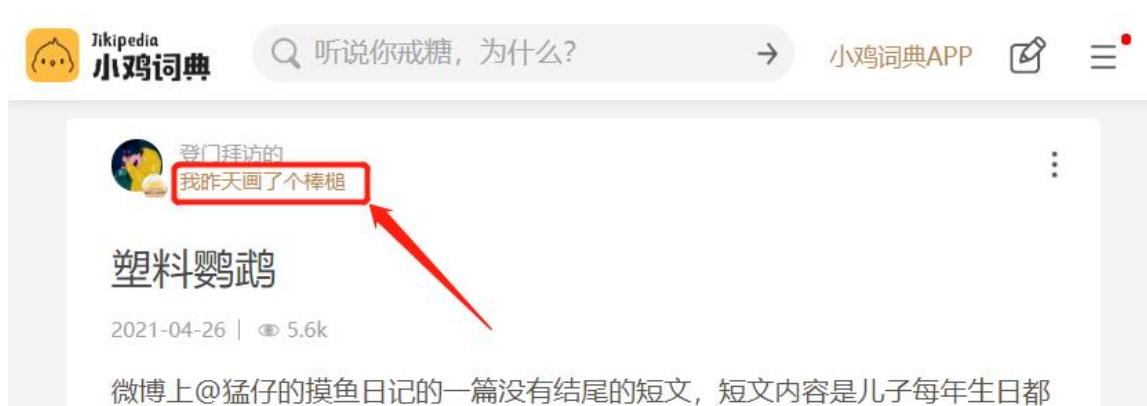 Jikipedia
小鸡词典
听说你戒糖，为什么？
小鸡词典APP
登门拜访的
我昨天画了个棒槌
塑料鹦鹉
2021-04-26 | 5.6k
微博上@猛仔的摸鱼日记的一篇没有结尾的短文，短文内容是儿子每年生日都